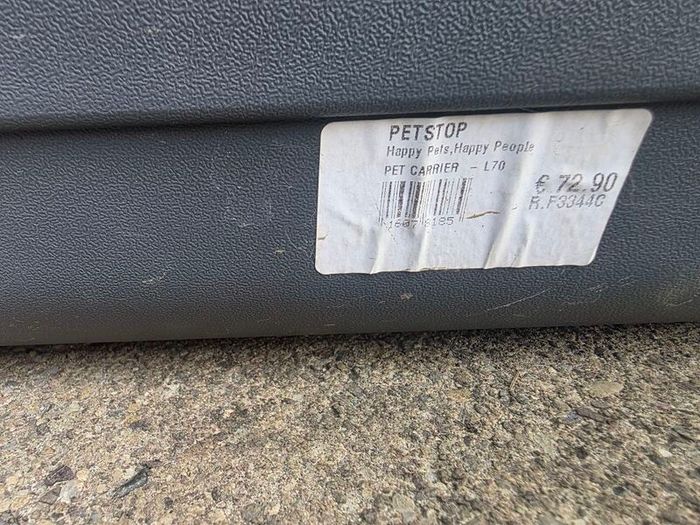 PETSTOP
Happy Pets,Happy People
PET CARRIER - L70
€ 72.90
R.F3344C